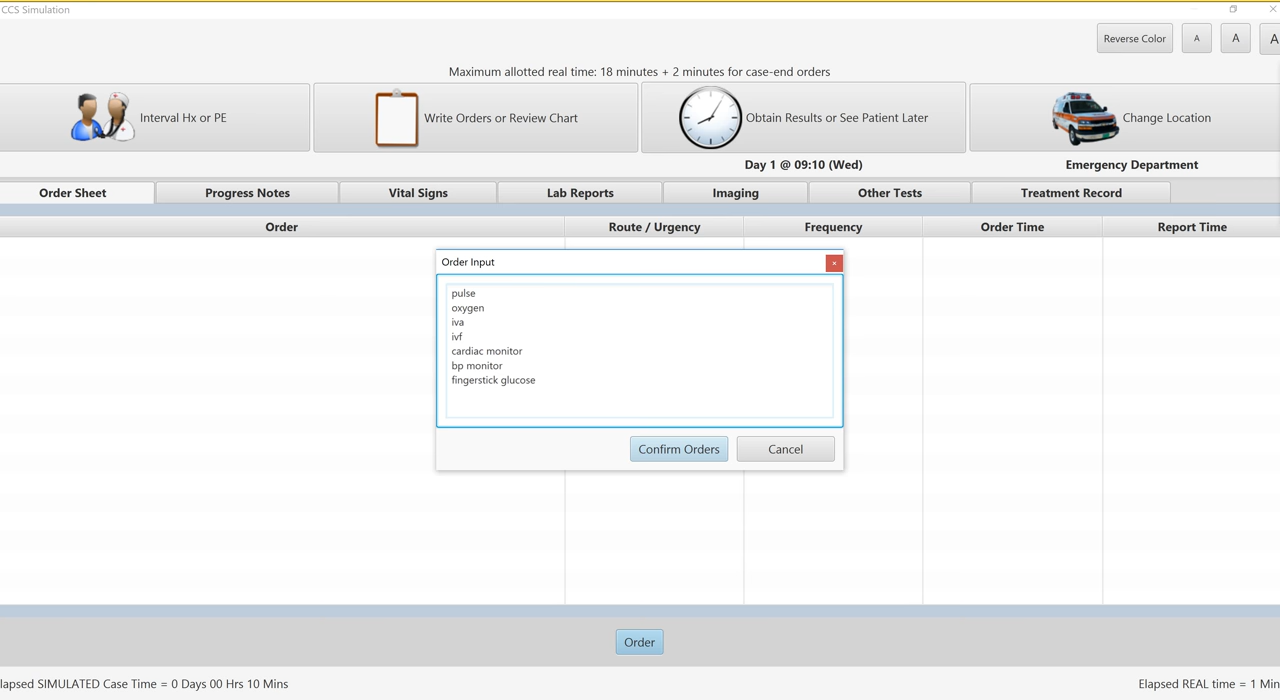 CCS Simulation
Reverse Color
A
A
A
Maximum allotted real time: 18 minutes + 2 minutes for case-end orders
Interval Hx or PE
Write Orders or Review Chart
Obtain Results or See Patient Later
Change Location
Day 1 @ 09:10 (Wed)
Emergency Department
Order Sheet
Progress Notes
Vital Signs
Lab Reports
Imaging
Other Tests
Treatment Record
Order
Route / Urgency
Frequency
Order Time
Report Time
Order Input
pulse
oxygen
iva
ivf
cardiac monitor
bp monitor
fingerstick glucose
Confirm Orders
Cancel
Order
lapsed SIMULATED Case Time = 0 Days 00 Hrs 10 Mins
Elapsed REAL time = 1 Min